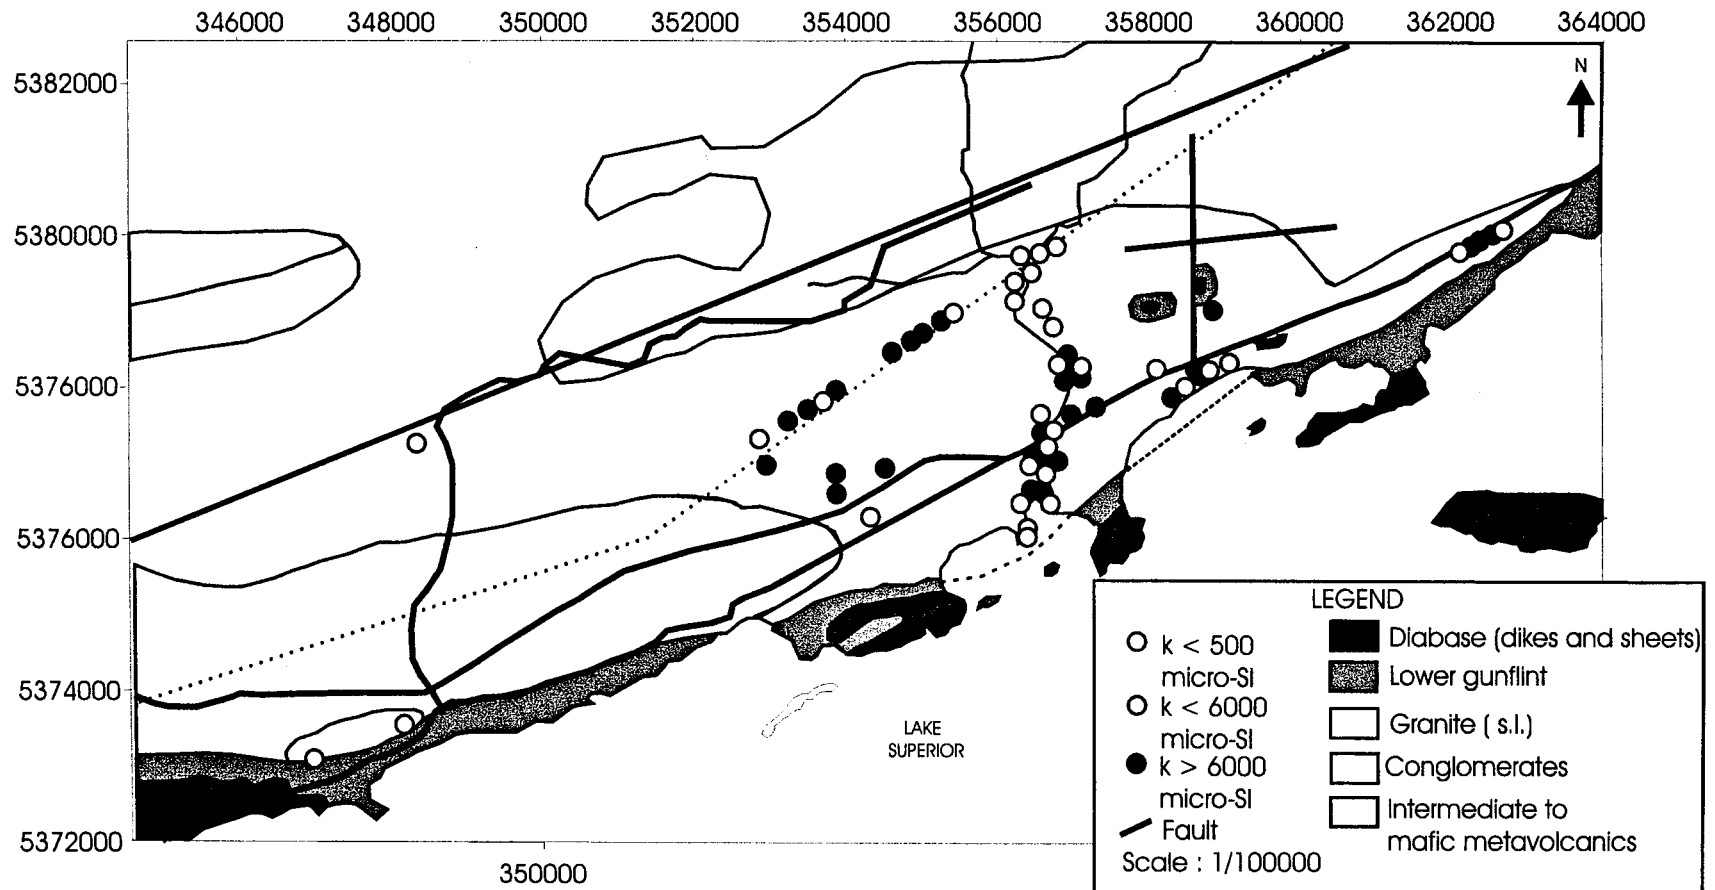 346000 348000 350000 352000 354000 356000 358000 360000 362000 364000
5382000
N
5380000
5376000
5376000
5374000
5372000
350000
LAKE
SUPERIOR
LEGEND
k < 500
micro-SI
k < 6000
micro-SI
k > 6000
micro-SI
Fault
Scale : 1/100000
Diabase (dikes and sheets)
Lower gunflint
Granite ( s.l.)
Conglomerates
Intermediate to
mafic metavolcanics